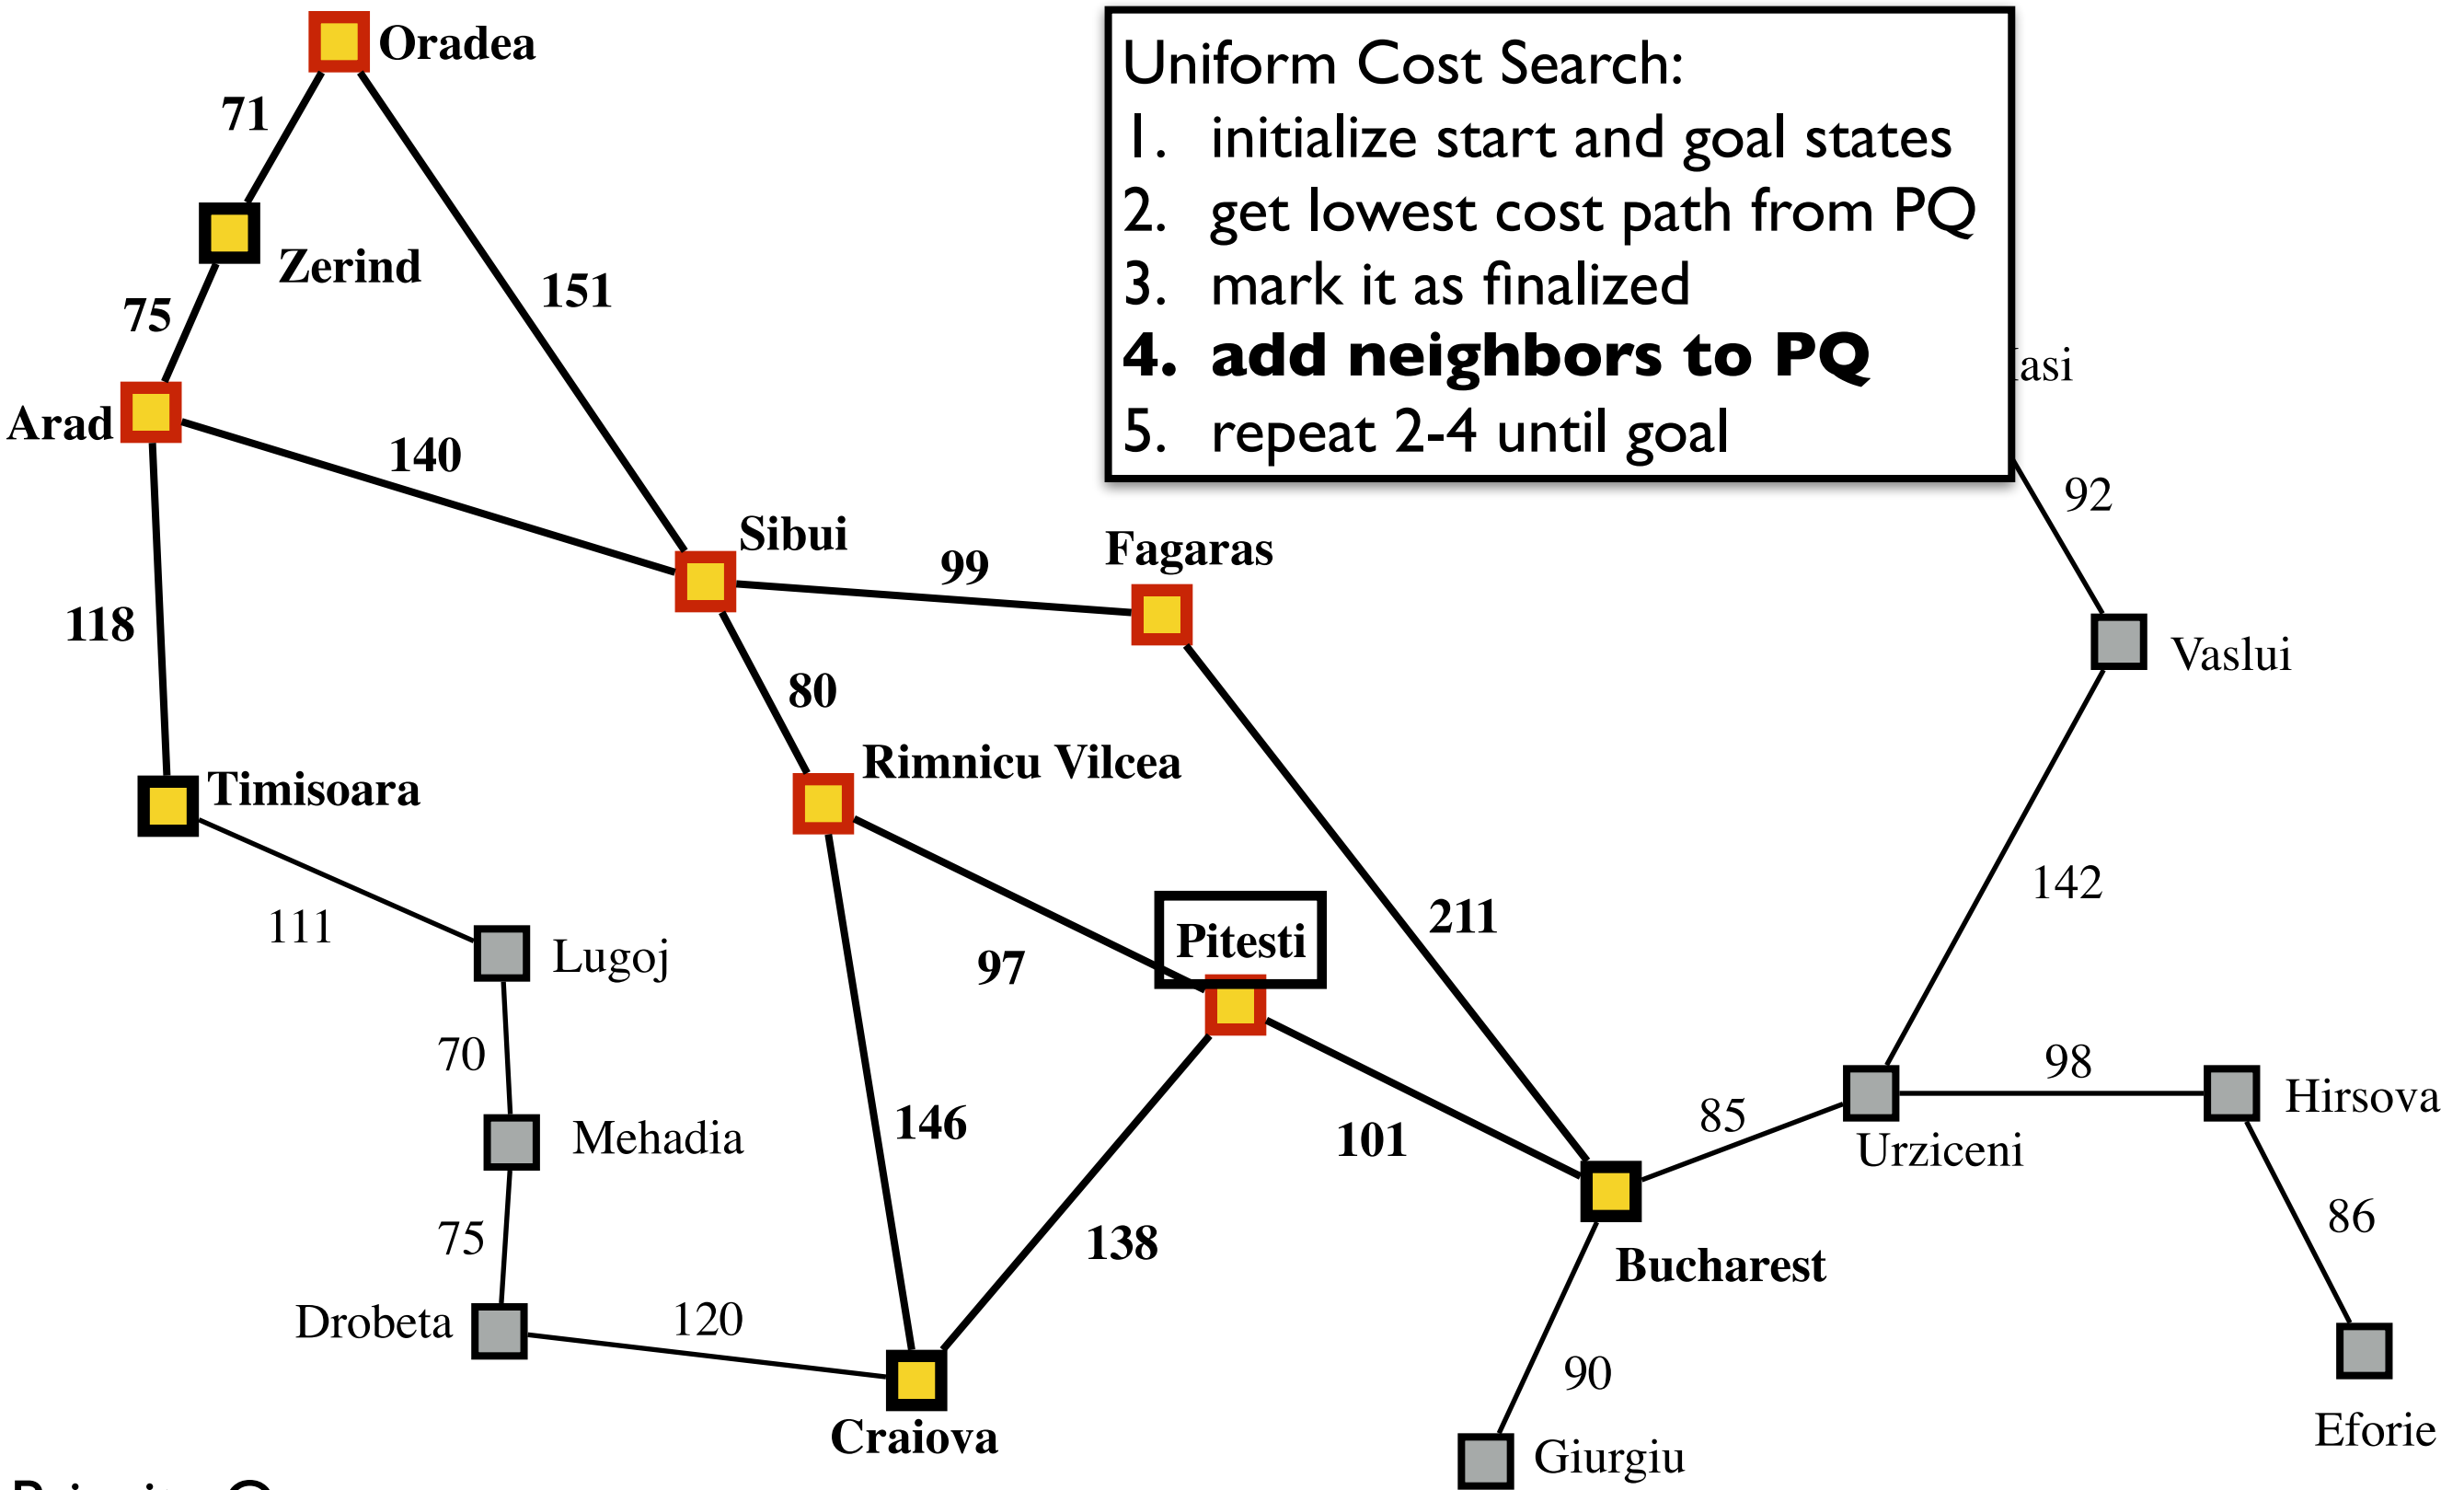 Oradea
Uniform Cost Search:
1. initialize start and goal states
2. get lowest cost path from PQ
3. mark it as finalized
4. add neighbors to PQ
5. repeat 2-4 until goal
71
Zerind
151
75
Iasi
Arad
140
92
Sibui
99
Fagaras
118
Vaslui
80
Rimnicu Vilcea
Timisoara
142
211
111
Lugoj
97
Pitesti
70
98
Hirsova
Mehadia
146
101
85
Urziceni
75
138
86
Bucharest
Drobeta
120
90
Craiova
Giurgiu
Eforie